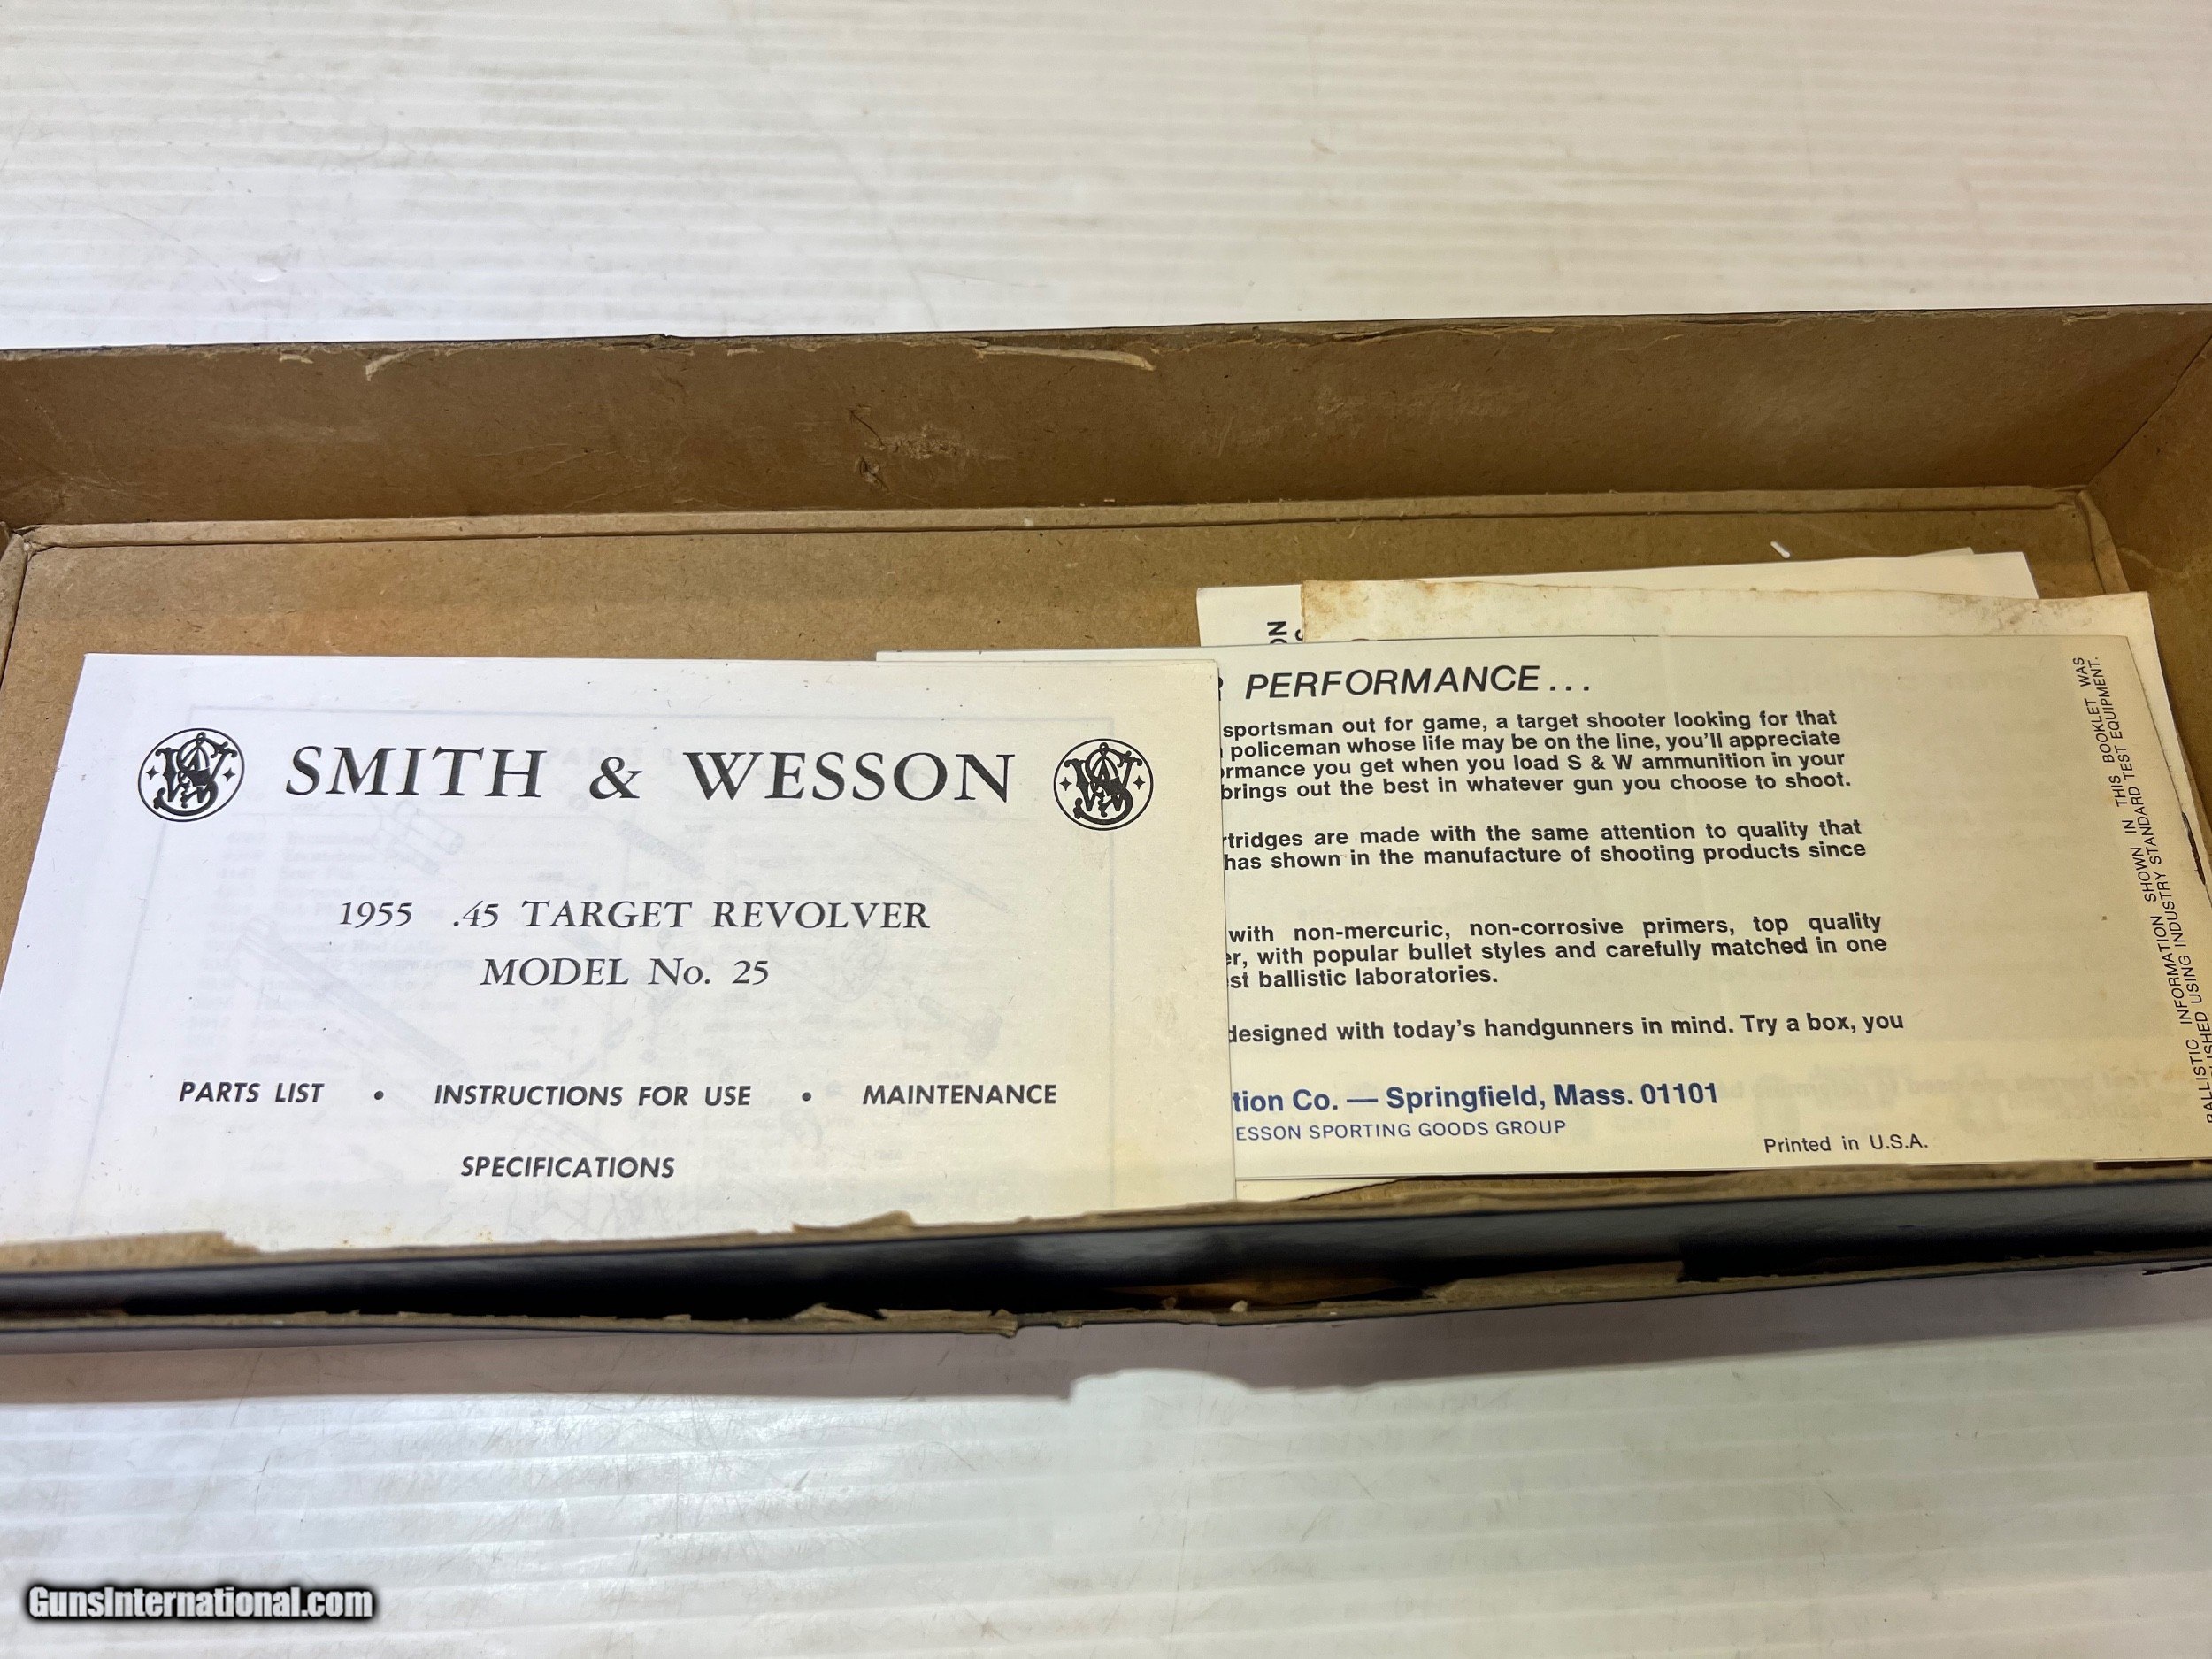 SMITH & WESSON
1955 .45 TARGET REVOLVER
MODEL No. 25
PARTS LIST • INSTRUCTIONS FOR USE • MAINTENANCE
SPECIFICATIONS
PERFORMANCE...
sportsman out for game, a target shooter looking for that
policeman whose life may be on the line, you'll appreciate
rmance you get when you load S & W ammunition in your
brings out the best in whatever gun you choose to shoot.
rtridges are made with the same attention to quality that
has shown in the manufacture of shooting products since
with non-mercuric, non-corrosive primers, top quality
er, with popular bullet styles and carefully matched in one
st ballistic laboratories.
designed with today's handgunners in mind. Try a box, you
tion Co. — Springfield, Mass. 01101
ESSON SPORTING GOODS GROUP
Printed in U.S.A.
BALLISTIC INFORMATION SHOWN IN THIS BOOKLET WAS
LISHED USING INDUSTRY STANDARD TEST EQUIPMENT.
GunsInternational.com